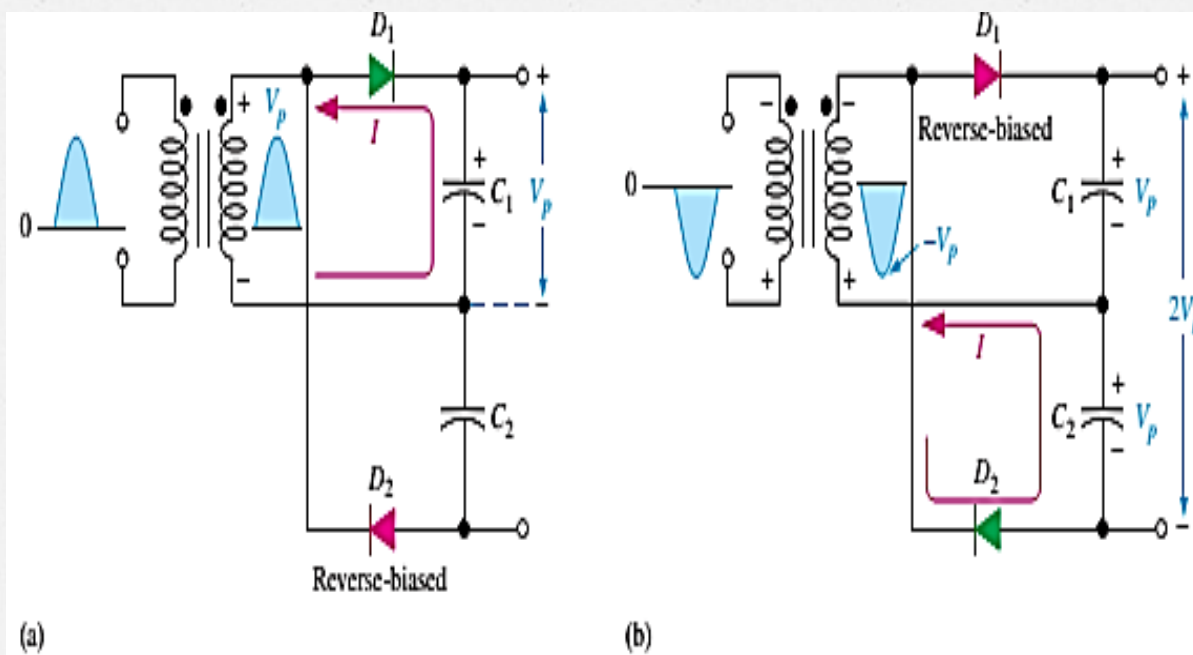 D1
Vp
+
0
I
+
C1
−
Vp
+
−
−
C2
D2
Reverse-biased
(a)
D1
Reverse-biased
+
−
−
0
−Vp
+
+
+
C1
Vp
−
I
+
C2
Vp
−
D2
−
(b)